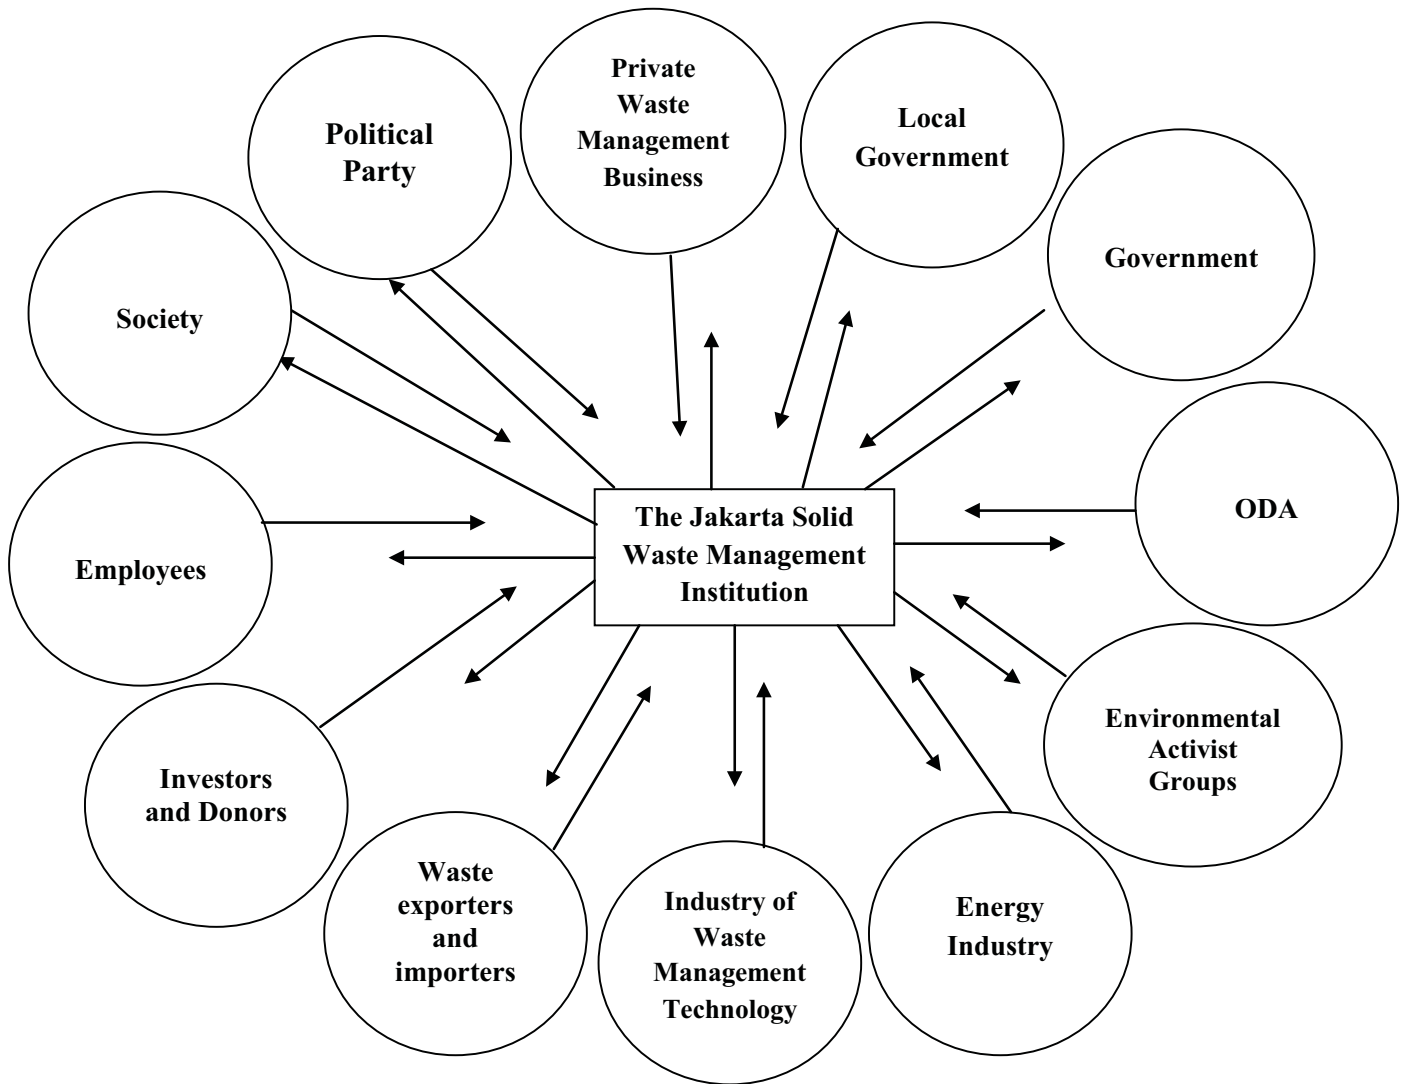 Private
Waste
Management
Business
Political
Party
Local
Government
Government
Society
ODA
The Jakarta Solid
Waste Management
Institution
Employees
Environmental
Activist
Groups
Investors
and Donors
Waste
exporters
and
importers
Industry of
Waste
Management
Technology
Energy
Industry